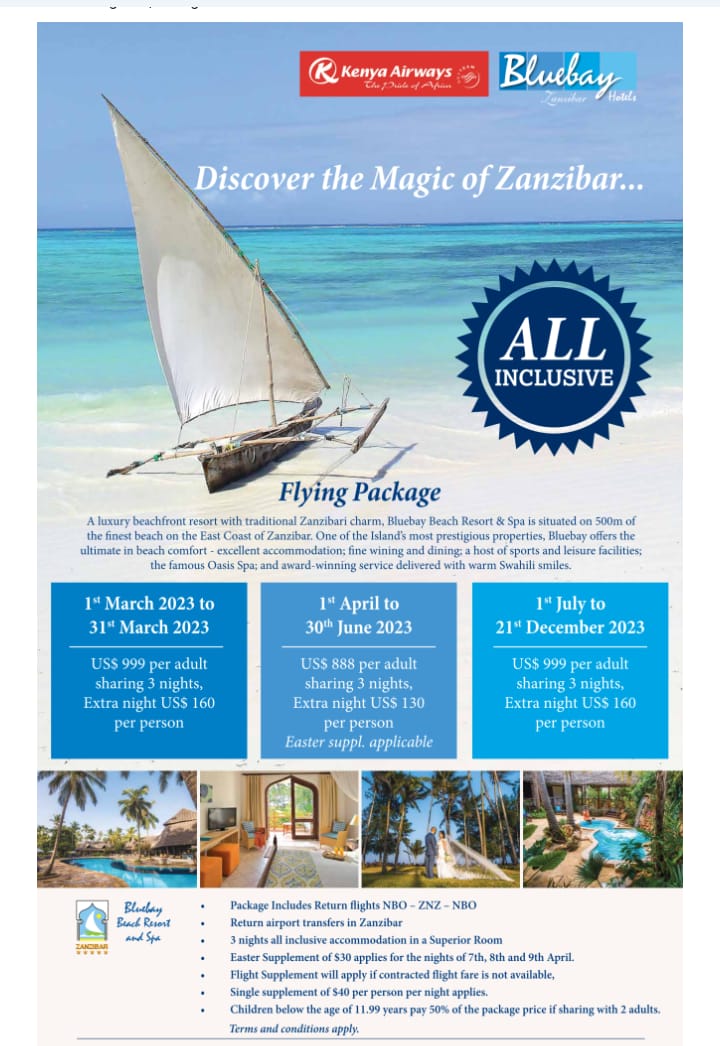 Kenya Airways
The Pride of Africa
Bluebay
Zanzibar Hotels
Discover the Magic of Zanzibar...
ALL
INCLUSIVE
Flying Package
A luxury beachfront resort with traditional Zanzibari charm, Bluebay Beach Resort & Spa is situated on 500m of
the finest beach on the East Coast of Zanzibar. One of the Island's most prestigious properties, Bluebay offers the
ultimate in beach comfort - excellent accommodation; fine wining and dining; a host of sports and leisure facilities;
the famous Oasis Spa; and award-winning service delivered with warm Swahili smiles.
1st March 2023 to
31st March 2023
US$ 999 per adult
sharing 3 nights,
Extra night US$ 160
per person
1st April to
30th June 2023
US$ 888 per adult
sharing 3 nights,
Extra night US$ 130
per person
Easter suppl. applicable
1st July to
21st December 2023
US$ 999 per adult
sharing 3 nights,
Extra night US$ 160
per person
Bluebay
Beach Resort
and Spa
ZANZIBAR
• Package Includes Return flights NBO – ZNZ – NBO
• Return airport transfers in Zanzibar
• 3 nights all inclusive accommodation in a Superior Room
• Easter Supplement of $30 applies for the nights of 7th, 8th and 9th April.
• Flight Supplement will apply if contracted flight fare is not available,
• Single supplement of $40 per person per night applies.
• Children below the age of 11.99 years pay 50% of the package price if sharing with 2 adults.
Terms and conditions apply.